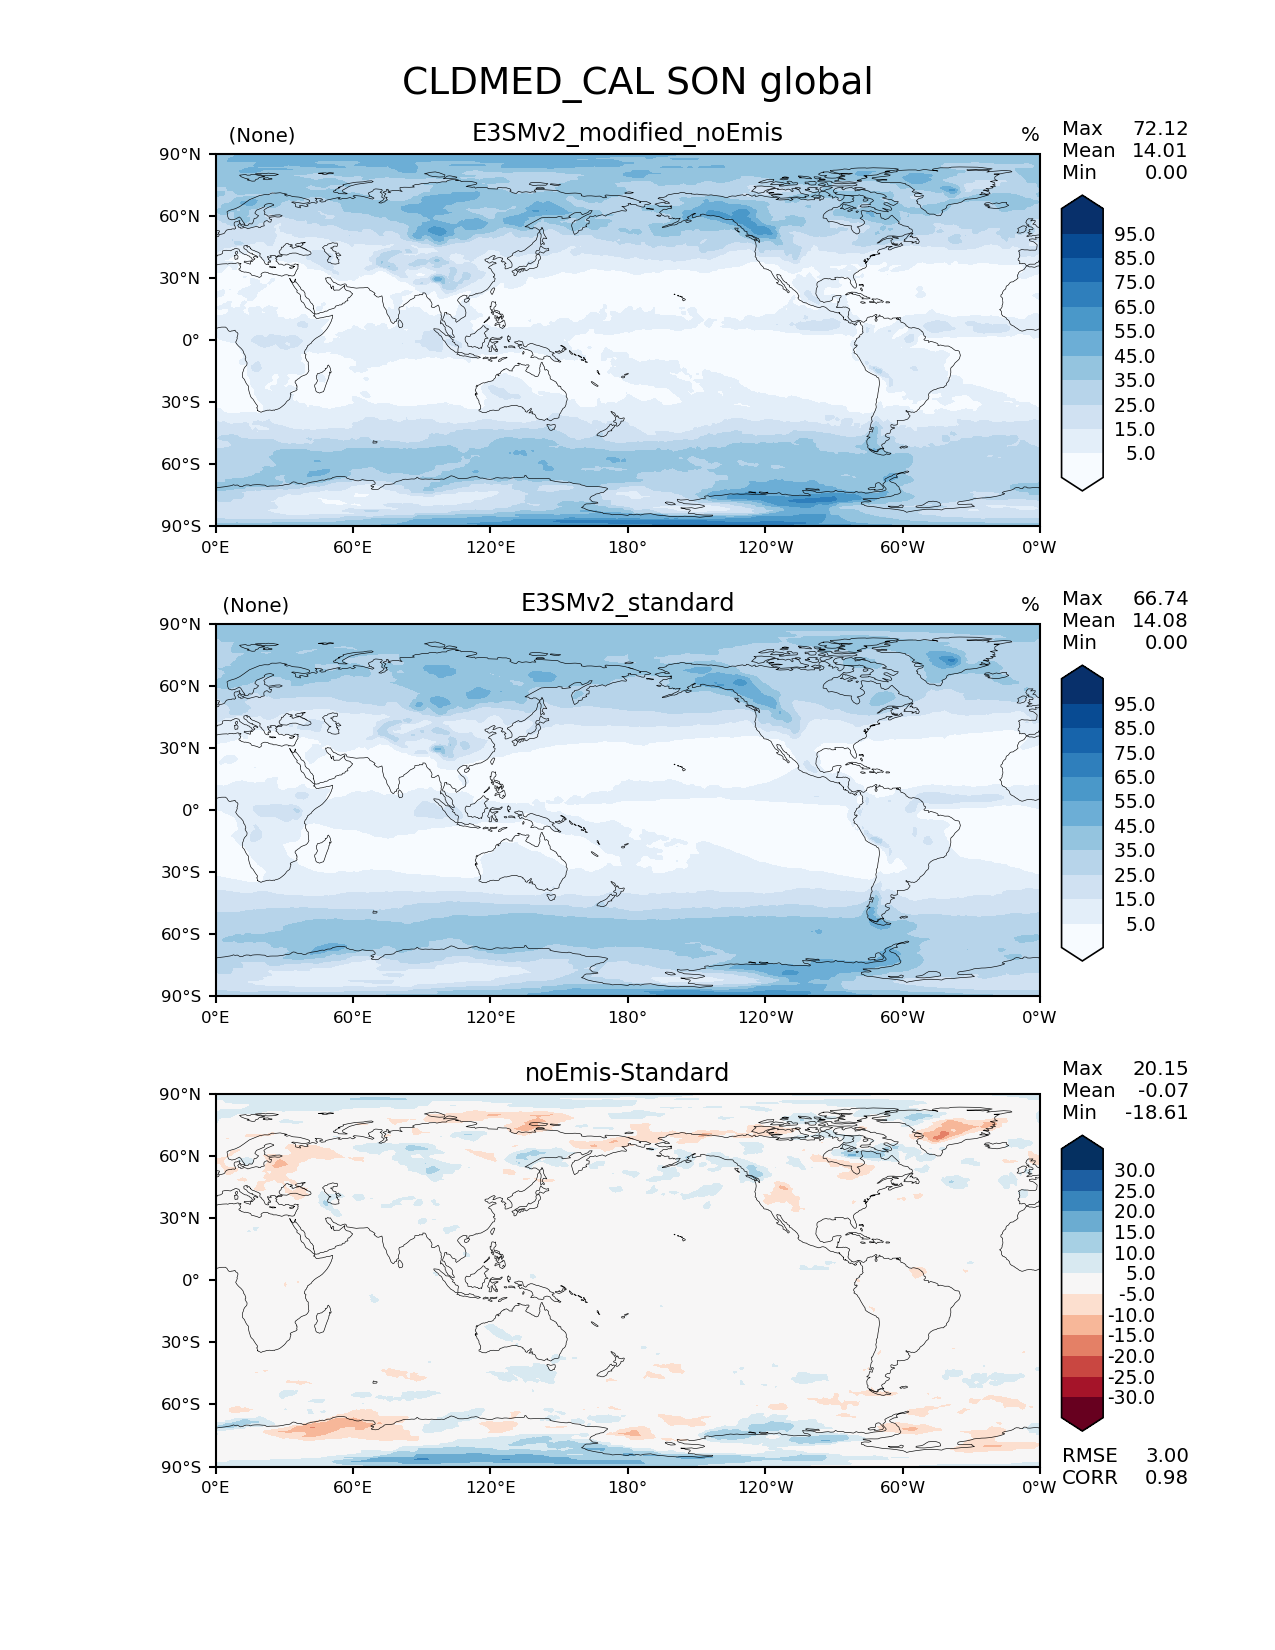 CLDMED_CAL SON global
(None) E3SMv2_modified_noEmis %
Max 72.12
Mean 14.01
Min 0.00
90°N
60°N
30°N
0°
30°S
60°S
90°S
0°E 60°E 120°E 180° 120°W 60°W 0°W
95.0
85.0
75.0
65.0
55.0
45.0
35.0
25.0
15.0
5.0
(None) E3SMv2_standard %
Max 66.74
Mean 14.08
Min 0.00
90°N
60°N
30°N
0°
30°S
60°S
90°S
0°E 60°E 120°E 180° 120°W 60°W 0°W
95.0
85.0
75.0
65.0
55.0
45.0
35.0
25.0
15.0
5.0
noEmis-Standard
Max 20.15
Mean -0.07
Min -18.61
90°N
60°N
30°N
0°
30°S
60°S
90°S
0°E 60°E 120°E 180° 120°W 60°W 0°W
30.0
25.0
20.0
15.0
10.0
5.0
-5.0
-10.0
-15.0
-20.0
-25.0
-30.0
RMSE 3.00
CORR 0.98